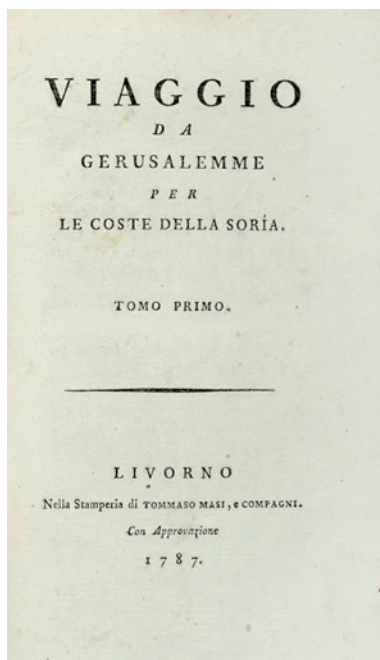 VIAGGIO
DA
GERUSALEMME
PER
LE COSTE DELLA SORÍA.
TOMO PRIMO.
LIVORNO
Nella Stamperia di TOMMASO MASI, e COMPAGNI.
Con Approvazione
1787.